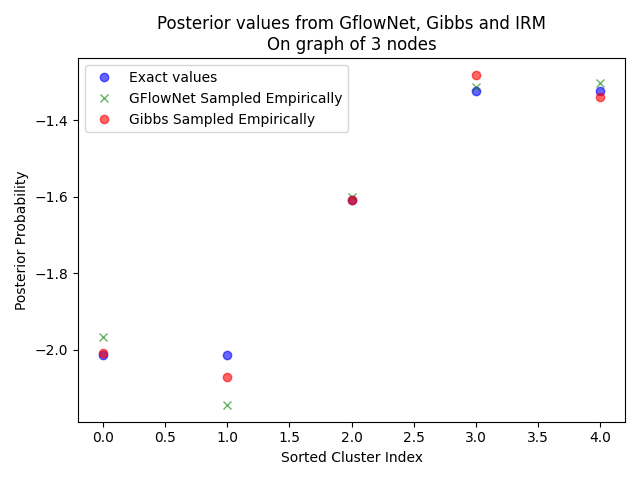 Posterior values from GflowNet, Gibbs and IRM
On graph of 3 nodes
Exact values
GFlowNet Sampled Empirically
Gibbs Sampled Empirically
Posterior Probability
−1.4
−1.6
−1.8
−2.0
0.0 0.5 1.0 1.5 2.0 2.5 3.0 3.5 4.0
Sorted Cluster Index